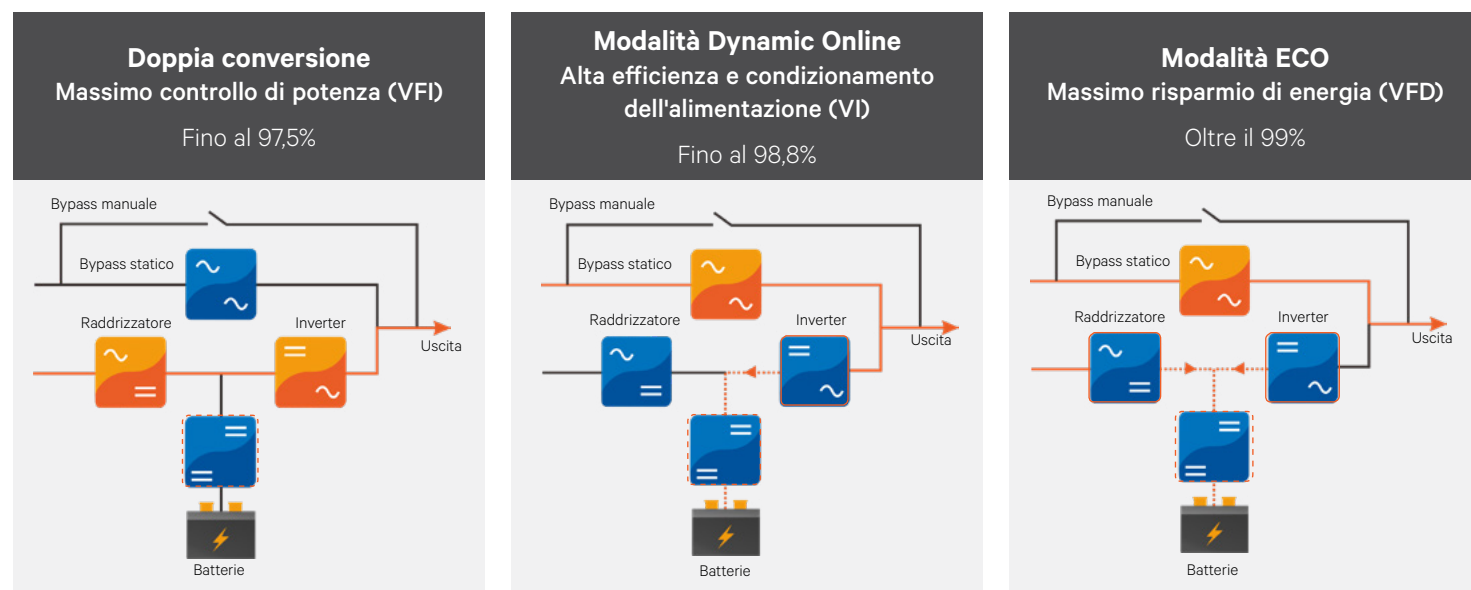 Doppia conversione
Massimo controllo di potenza (VFI)
Fino al 97,5%
Bypass manuale
Bypass statico
Raddrizzatore
Inverter
Uscita
Batterie
Modalità Dynamic Online
Alta efficienza e condizionamento
dell'alimentazione (VI)
Fino al 98,8%
Bypass manuale
Bypass statico
Raddrizzatore
Inverter
Uscita
Batterie
Modalità ECO
Massimo risparmio di energia (VFD)
Oltre il 99%
Bypass manuale
Bypass statico
Raddrizzatore
Inverter
Uscita
Batterie